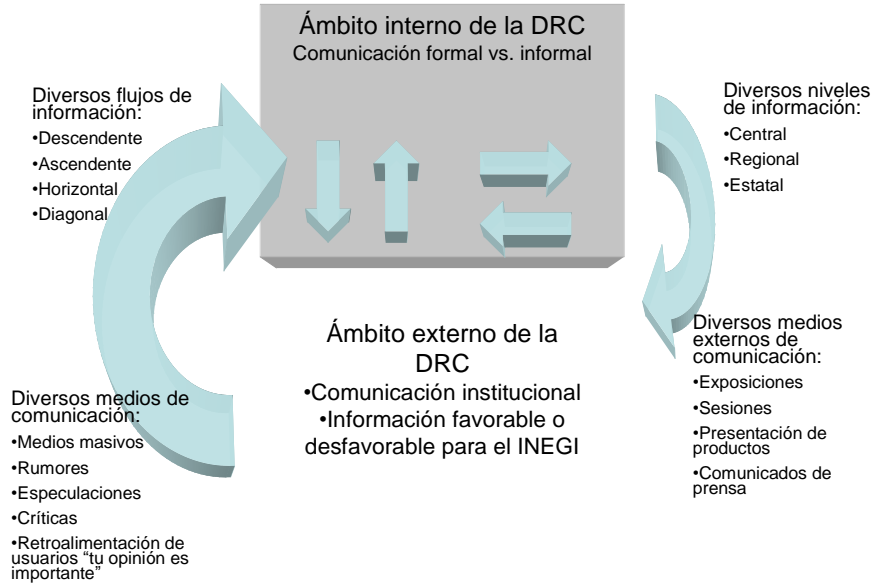 Ámbito interno de la DRC
Comunicación formal vs. informal
Diversos flujos de
información:
•Descendente
•Ascendente
•Horizontal
•Diagonal
Diversos niveles
de información:
•Central
•Regional
•Estatal
Ámbito externo de la
DRC
•Comunicación institucional
•Información favorable o
desfavorable para el INEGI
Diversos medios de
comunicación:
•Medios masivos
•Rumores
•Especulaciones
•Críticas
•Retroalimentación de
usuarios “tu opinión es
importante”
Diversos medios
externos de
comunicación:
•Exposiciones
•Sesiones
•Presentación de
productos
•Comunicados de
prensa